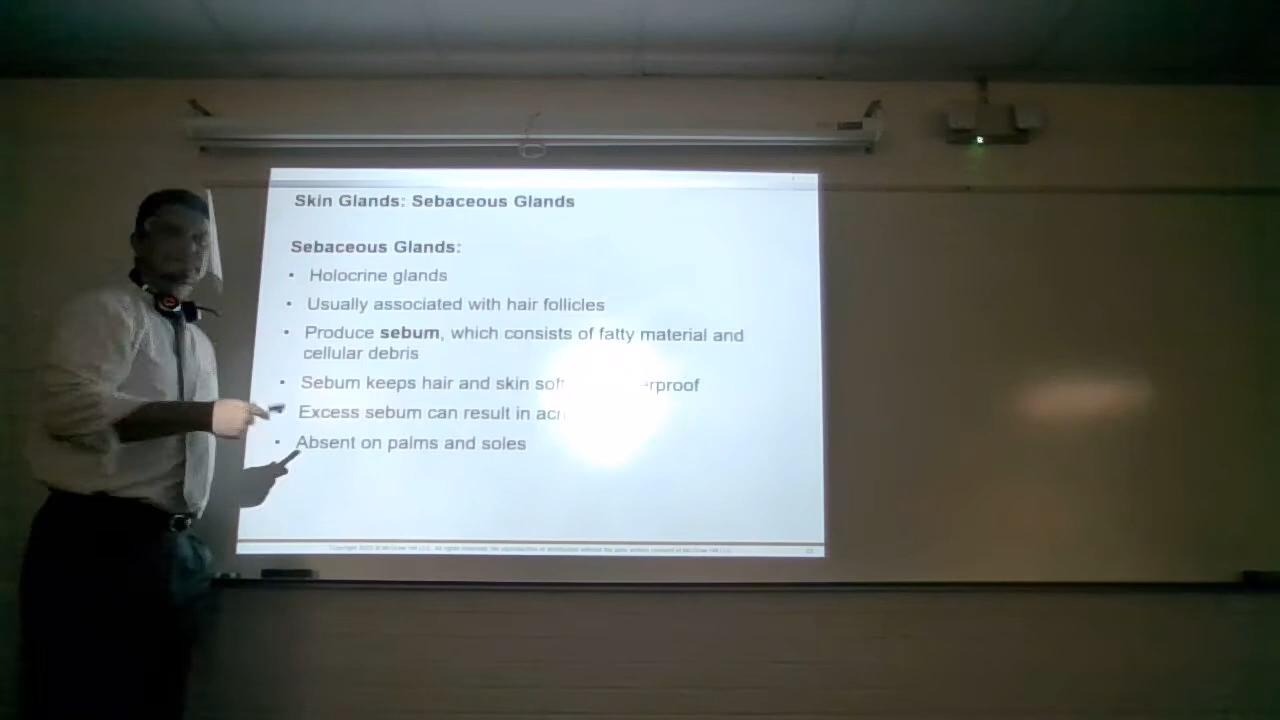 Skin Glands: Sebaceous Glands
Sebaceous Glands:
• Holocrine glands
• Usually associated with hair follicles
• Produce sebum, which consists of fatty material and
cellular debris
• Sebum keeps hair and skin soft erproof
• Excess sebum can result in
• Absent on palms and soles